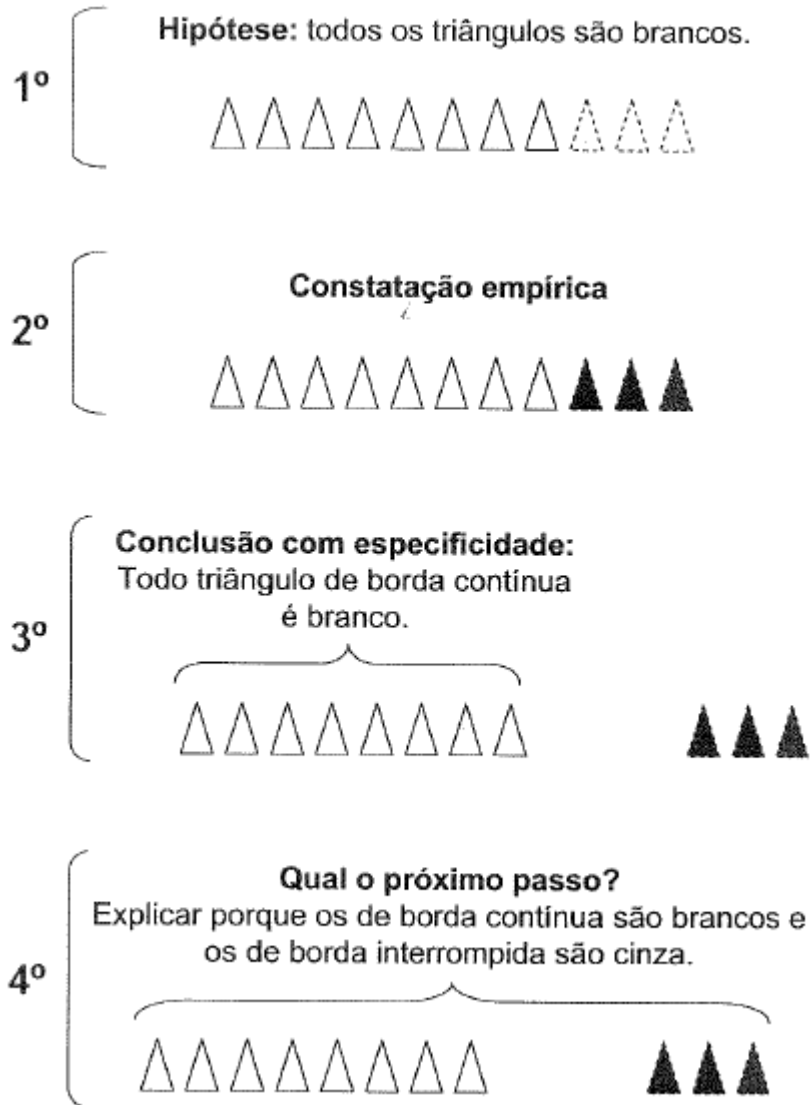 1º
Hipótese: todos os triângulos são brancos.
2º
Constatação empírica
3º
Conclusão com especificidade:
Todo triângulo de borda contínua
é branco.
4º
Qual o próximo passo?
Explicar porque os de borda contínua são brancos e
os de borda interrompida são cinza.